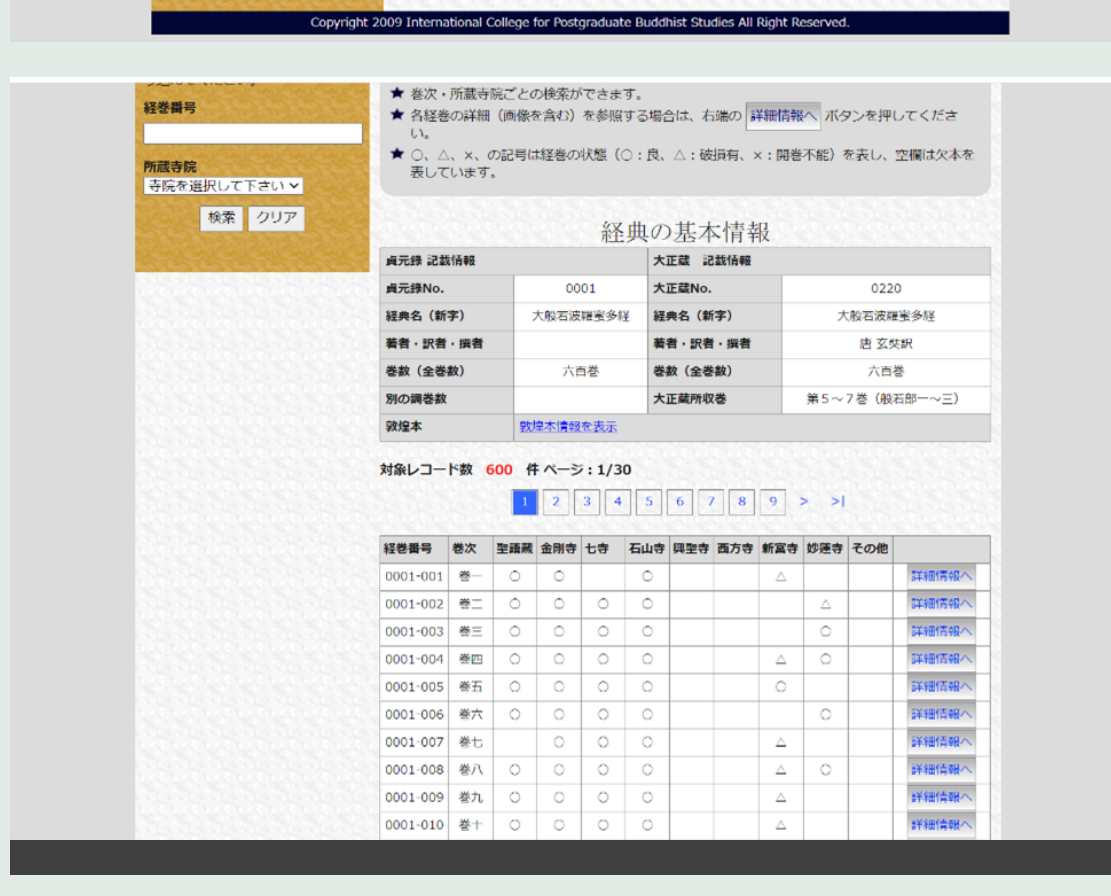 Copyright 2009 International College for Postgraduate Buddhist Studies All Right Reserved.
経巻番号
所蔵寺院
寺院を選択して下さい
検索 クリア
★ 巻次・所蔵寺院ごとの検索ができます。
★ 各経巻の詳細（画像を含む）を参照する場合は、右端の 詳細情報へ ボタンを押してくださ
い。
★ ○、△、×、の記号は経巻の状態（○：良、△：破損有、×：開巻不能）を表し、空欄は欠本を
表しています。
経典の基本情報
貞元録 記載情報 大正蔵 記載情報
貞元録No. 0001 大正蔵No. 0220
経典名（新字） 大般若波羅蜜多経 経典名（新字） 大般若波羅蜜多経
著者・訳者・撰者 著者・訳者・撰者 唐 玄奘訳
巻数（全巻数） 六百巻 巻数（全巻数） 六百巻
別の調巻数 大正蔵所収巻 第５～７巻（般若部一～三）
敦煌本 敦煌本情報を表示
対象レコード数 600 件 ページ：1/30
1 2 3 4 5 6 7 8 9 > >|
経巻番号 巻次 聖語蔵 金剛寺 七寺 石山寺 興聖寺 西方寺 新宮寺 妙蓮寺 その他
0001-001 巻一 ○ ○ ○ △ 詳細情報へ
0001-002 巻二 ○ ○ ○ ○ △ 詳細情報へ
0001-003 巻三 ○ ○ ○ ○ ○ 詳細情報へ
0001-004 巻四 ○ ○ ○ ○ △ ○ 詳細情報へ
0001-005 巻五 ○ ○ ○ ○ ○ 詳細情報へ
0001-006 巻六 ○ ○ ○ ○ ○ 詳細情報へ
0001-007 巻七 ○ ○ ○ △ 詳細情報へ
0001-008 巻八 ○ ○ ○ ○ △ ○ 詳細情報へ
0001-009 巻九 ○ ○ ○ ○ △ 詳細情報へ
0001-010 巻十 ○ ○ ○ ○ △ 詳細情報へ